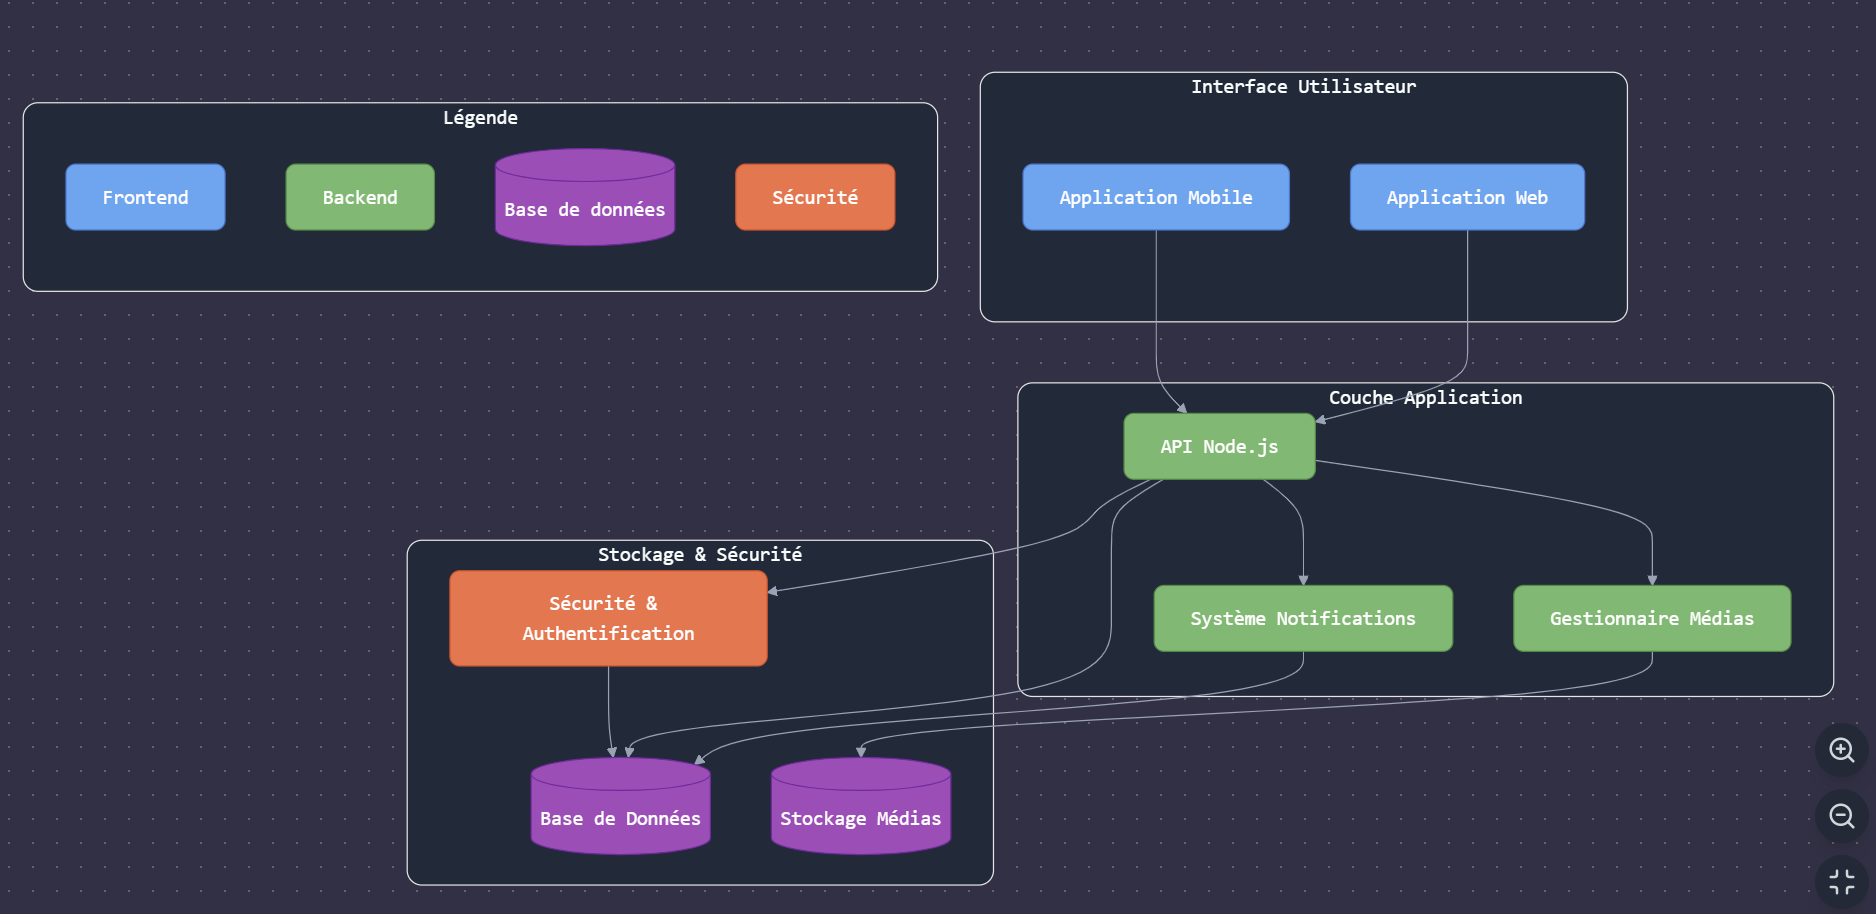 Légende
Frontend
Backend
Base de données
Sécurité
Interface Utilisateur
Application Mobile
Application Web
Couche Application
API Node.js
Système Notifications
Gestionnaire Médias
Stockage & Sécurité
Sécurité &
Authentification
Base de Données
Stockage Médias